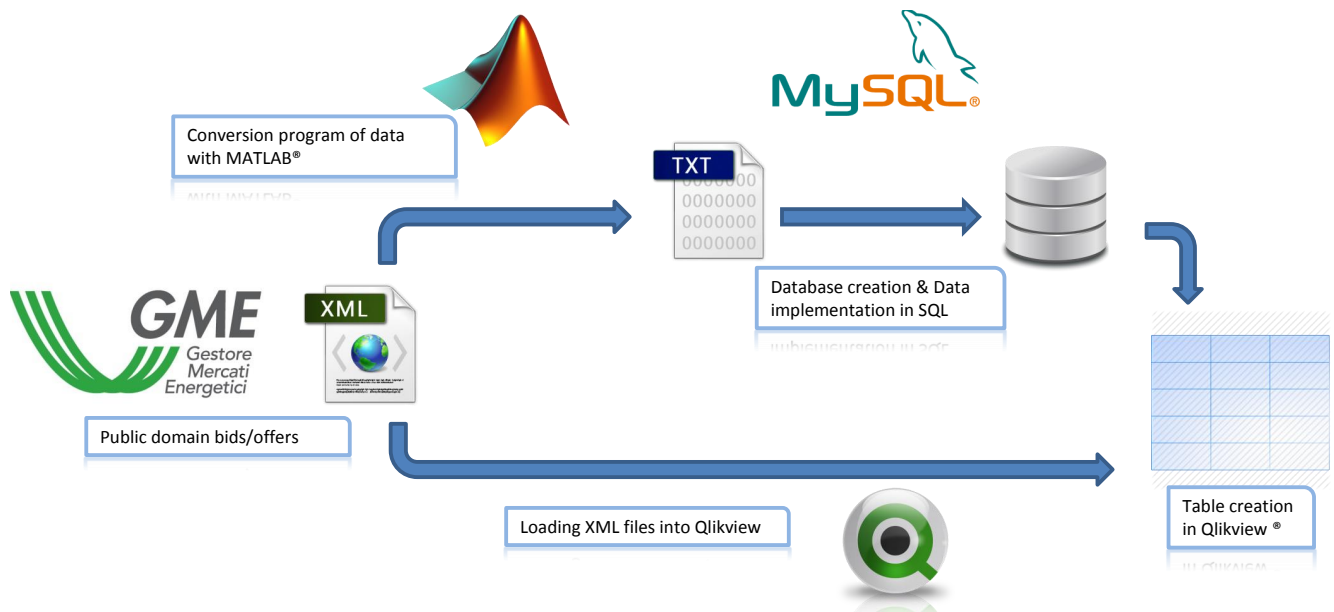 MySQL®
Conversion program of data
with MATLAB®
TXT
0000000
0000000
0000000
0000000
Database creation & Data
implementation in SQL
GME
Gestore
Mercati
Energetici
XML
Public domain bids/offers
Loading XML files into Qlikview
Table creation
in Qlikview ®